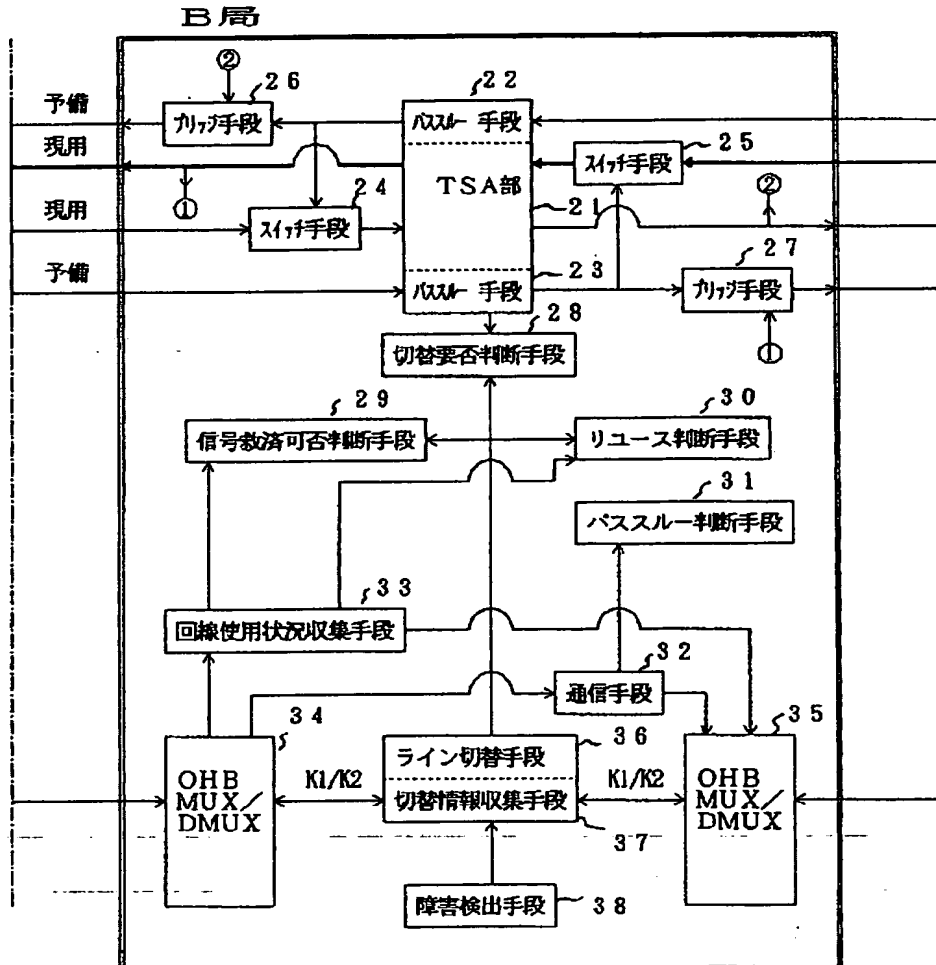 B局
②
26
22
予備
ブリッジ手段
パススルー 手段
25
現用
スイッチ手段
24
TSA部
②
①
現用
21
スイッチ手段
27
予備
23
パススルー 手段
ブリッジ手段
28
切替要否判断手段
①
29
30
信号救済可否判断手段
リユース判断手段
31
パススルー判断手段
33
回線使用状況収集手段
32
通信手段
34
36
35
ライン切替手段
OHB
MUX/
DMUX
K1/K2
切替情報収集手段
K1/K2
OHB
MUX/
DMUX
37
障害検出手段
38